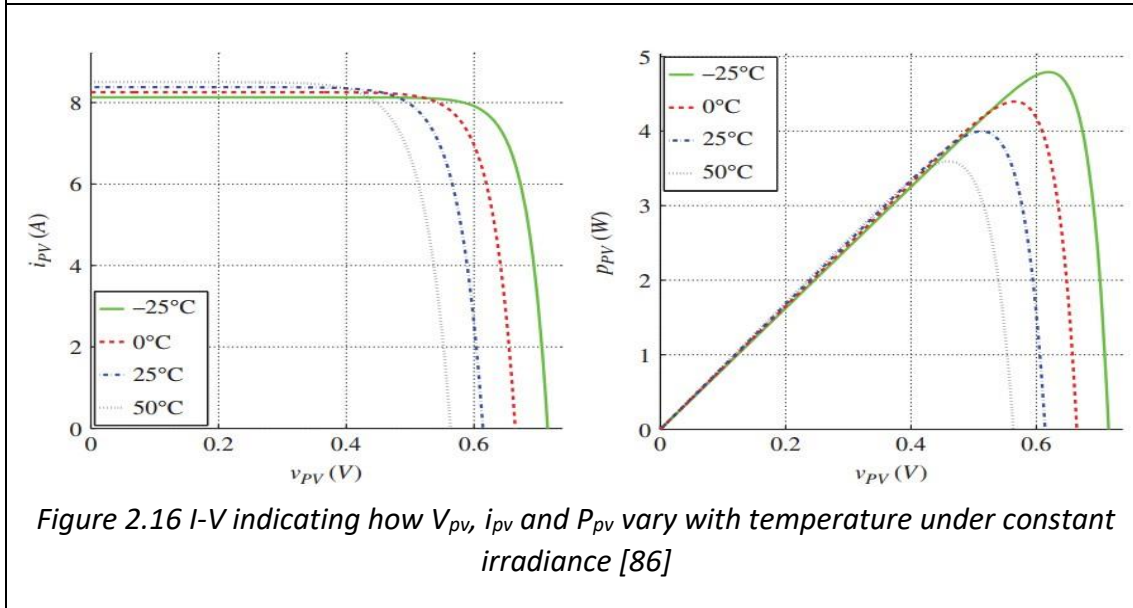 8
6
4
2
0
i_PV (A)
−25°C
0°C
25°C
50°C
0
0.2
0.4
0.6
v_PV (V)
5
4
3
2
1
0
p_PV (W)
−25°C
0°C
25°C
50°C
0
0.2
0.4
0.6
v_PV (V)
Figure 2.16 I-V indicating how V_pv, i_pv and P_pv vary with temperature under constant
irradiance [86]